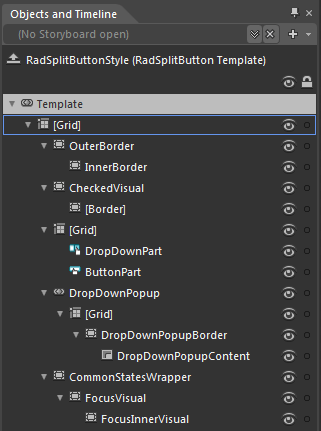 Objects and Timeline
(No Storyboard open)
RadSplitButtonStyle (RadSplitButton Template)
Template
[Grid]
OuterBorder
InnerBorder
CheckedVisual
[Border]
[Grid]
DropDownPart
ButtonPart
DropDownPopup
[Grid]
DropDownPopupBorder
DropDownPopupContent
CommonStatesWrapper
FocusVisual
FocusInnerVisual